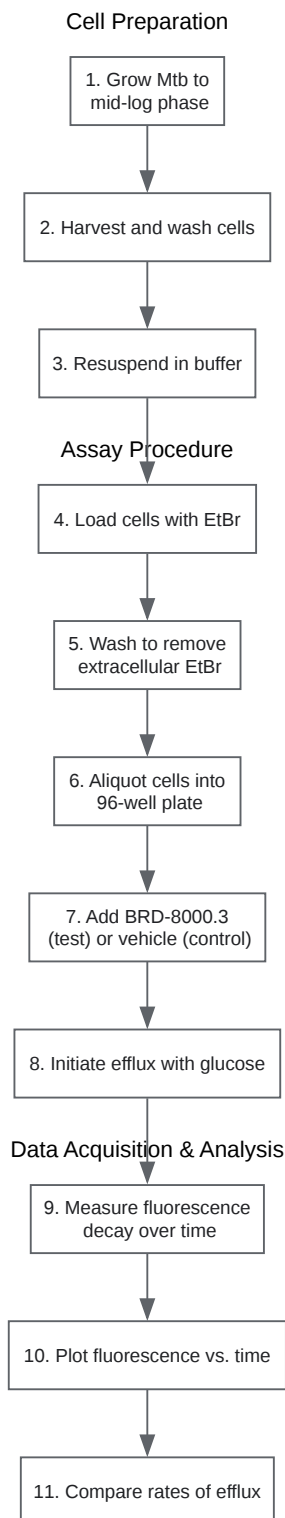 Cell Preparation
1. Grow Mtb to
mid-log phase
2. Harvest and wash cells
3. Resuspend in buffer
Assay Procedure
4. Load cells with EtBr
5. Wash to remove
extracellular EtBr
6. Aliquot cells into
96-well plate
7. Add BRD-8000.3
(test) or vehicle (control)
8. Initiate efflux with glucose
Data Acquisition & Analysis
9. Measure fluorescence
decay over time
10. Plot fluorescence vs. time
11. Compare rates of efflux